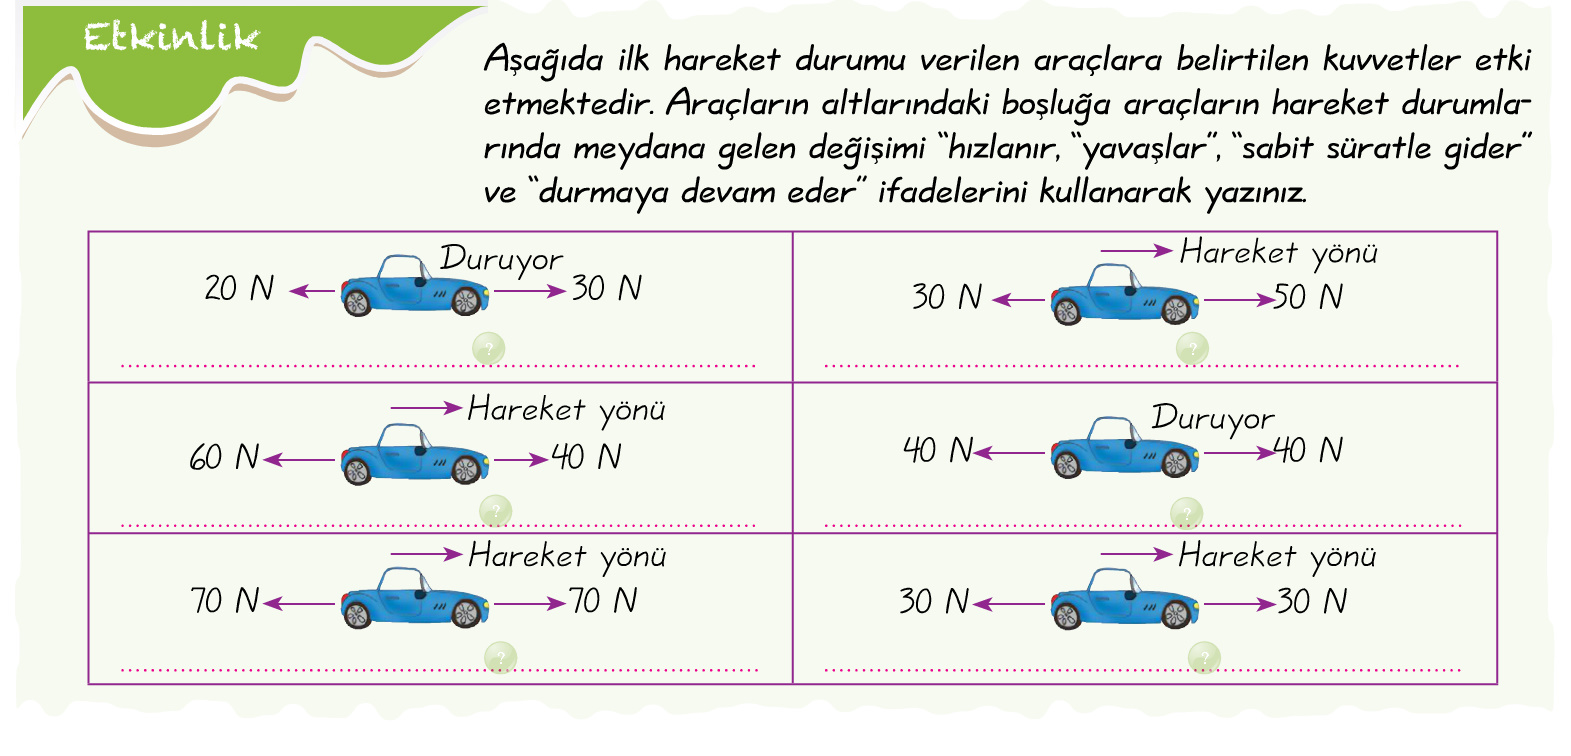 Etkinlik
Aşağıda ilk hareket durumu verilen araçlara belirtilen kuvvetler etki
etmektedir. Araçların altlarındaki boşluğa araçların hareket durumla-
rında meydana gelen değişimi “hızlanır, “yavaşlar”, “sabit süratle gider”
ve “durmaya devam eder” ifadelerini kullanarak yazınız.
Duruyor
20 N 30 N
?
Hareket yönü
30 N 50 N
?
Hareket yönü
60 N 40 N
?
Duruyor
40 N 40 N
?
Hareket yönü
70 N 70 N
?
Hareket yönü
30 N 30 N
?